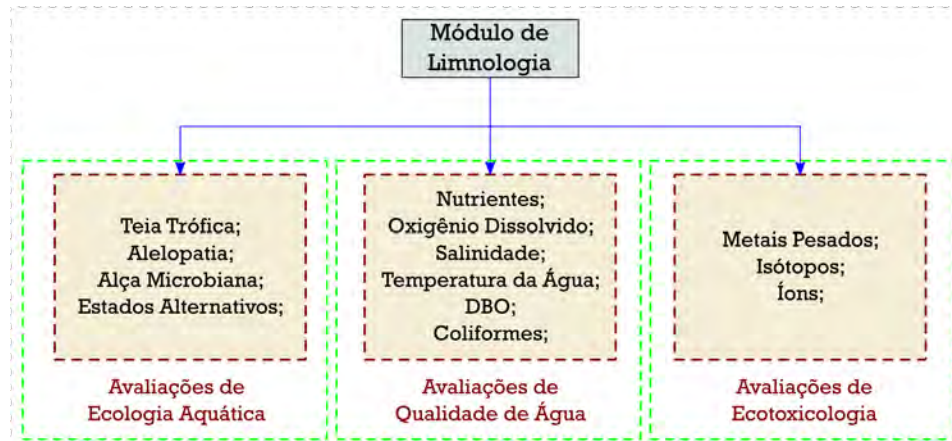 Módulo de
Limnologia
Teia Trófica;
Alelopatia;
Alça Microbiana;
Estados Alternativos;
Avaliações de
Ecologia Aquática
Nutrientes;
Oxigênio Dissolvido;
Salinidade;
Temperatura da Água;
DBO;
Coliformes;
Avaliações de
Qualidade de Água
Metais Pesados;
Isótopos;
Íons;
Avaliações de
Ecotoxicologia